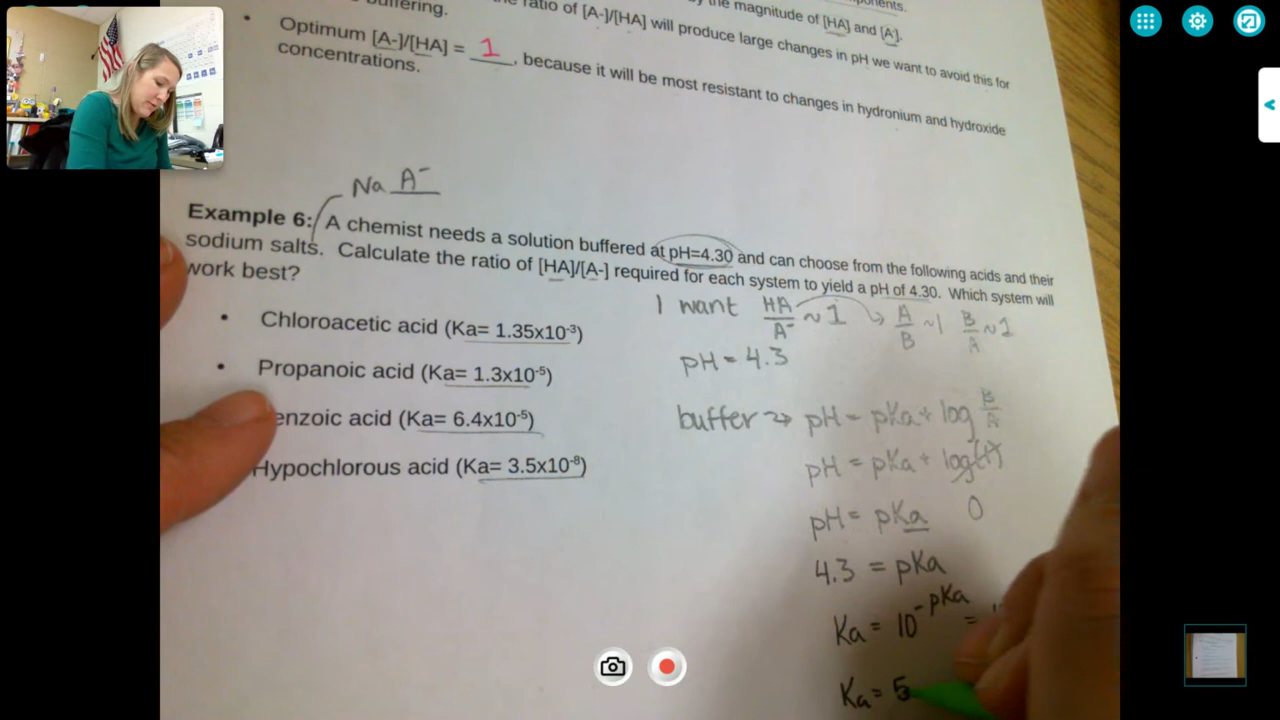 buffering. the ratio of [A-]/[HA] will produce large changes in pH we want to avoid this for
the magnitude of [HA] and [A-].
• Optimum [A-]/[HA] = 1, because it will be most resistant to changes in hydronium and hydroxide
concentrations.
Na A⁻
Example 6: A chemist needs a solution buffered at pH=4.30 and can choose from the following acids and their
sodium salts. Calculate the ratio of [HA]/[A-] required for each system to yield a pH of 4.30. Which system will
work best?
I want HA/A⁻ ~ 1 → A/B ~1 B/A ~1
• Chloroacetic acid (Ka= 1.35x10⁻³)
pH = 4.3
• Propanoic acid (Ka= 1.3x10⁻⁵)
enzoic acid (Ka= 6.4x10⁻⁵)
buffer → pH = pKa + log B/A
Hypochlorous acid (Ka= 3.5x10⁻⁸)
pH = pKa + log(1)
0
pH = pKa
4.3 = pKa
Ka = 10^-pKa =
Ka = 5